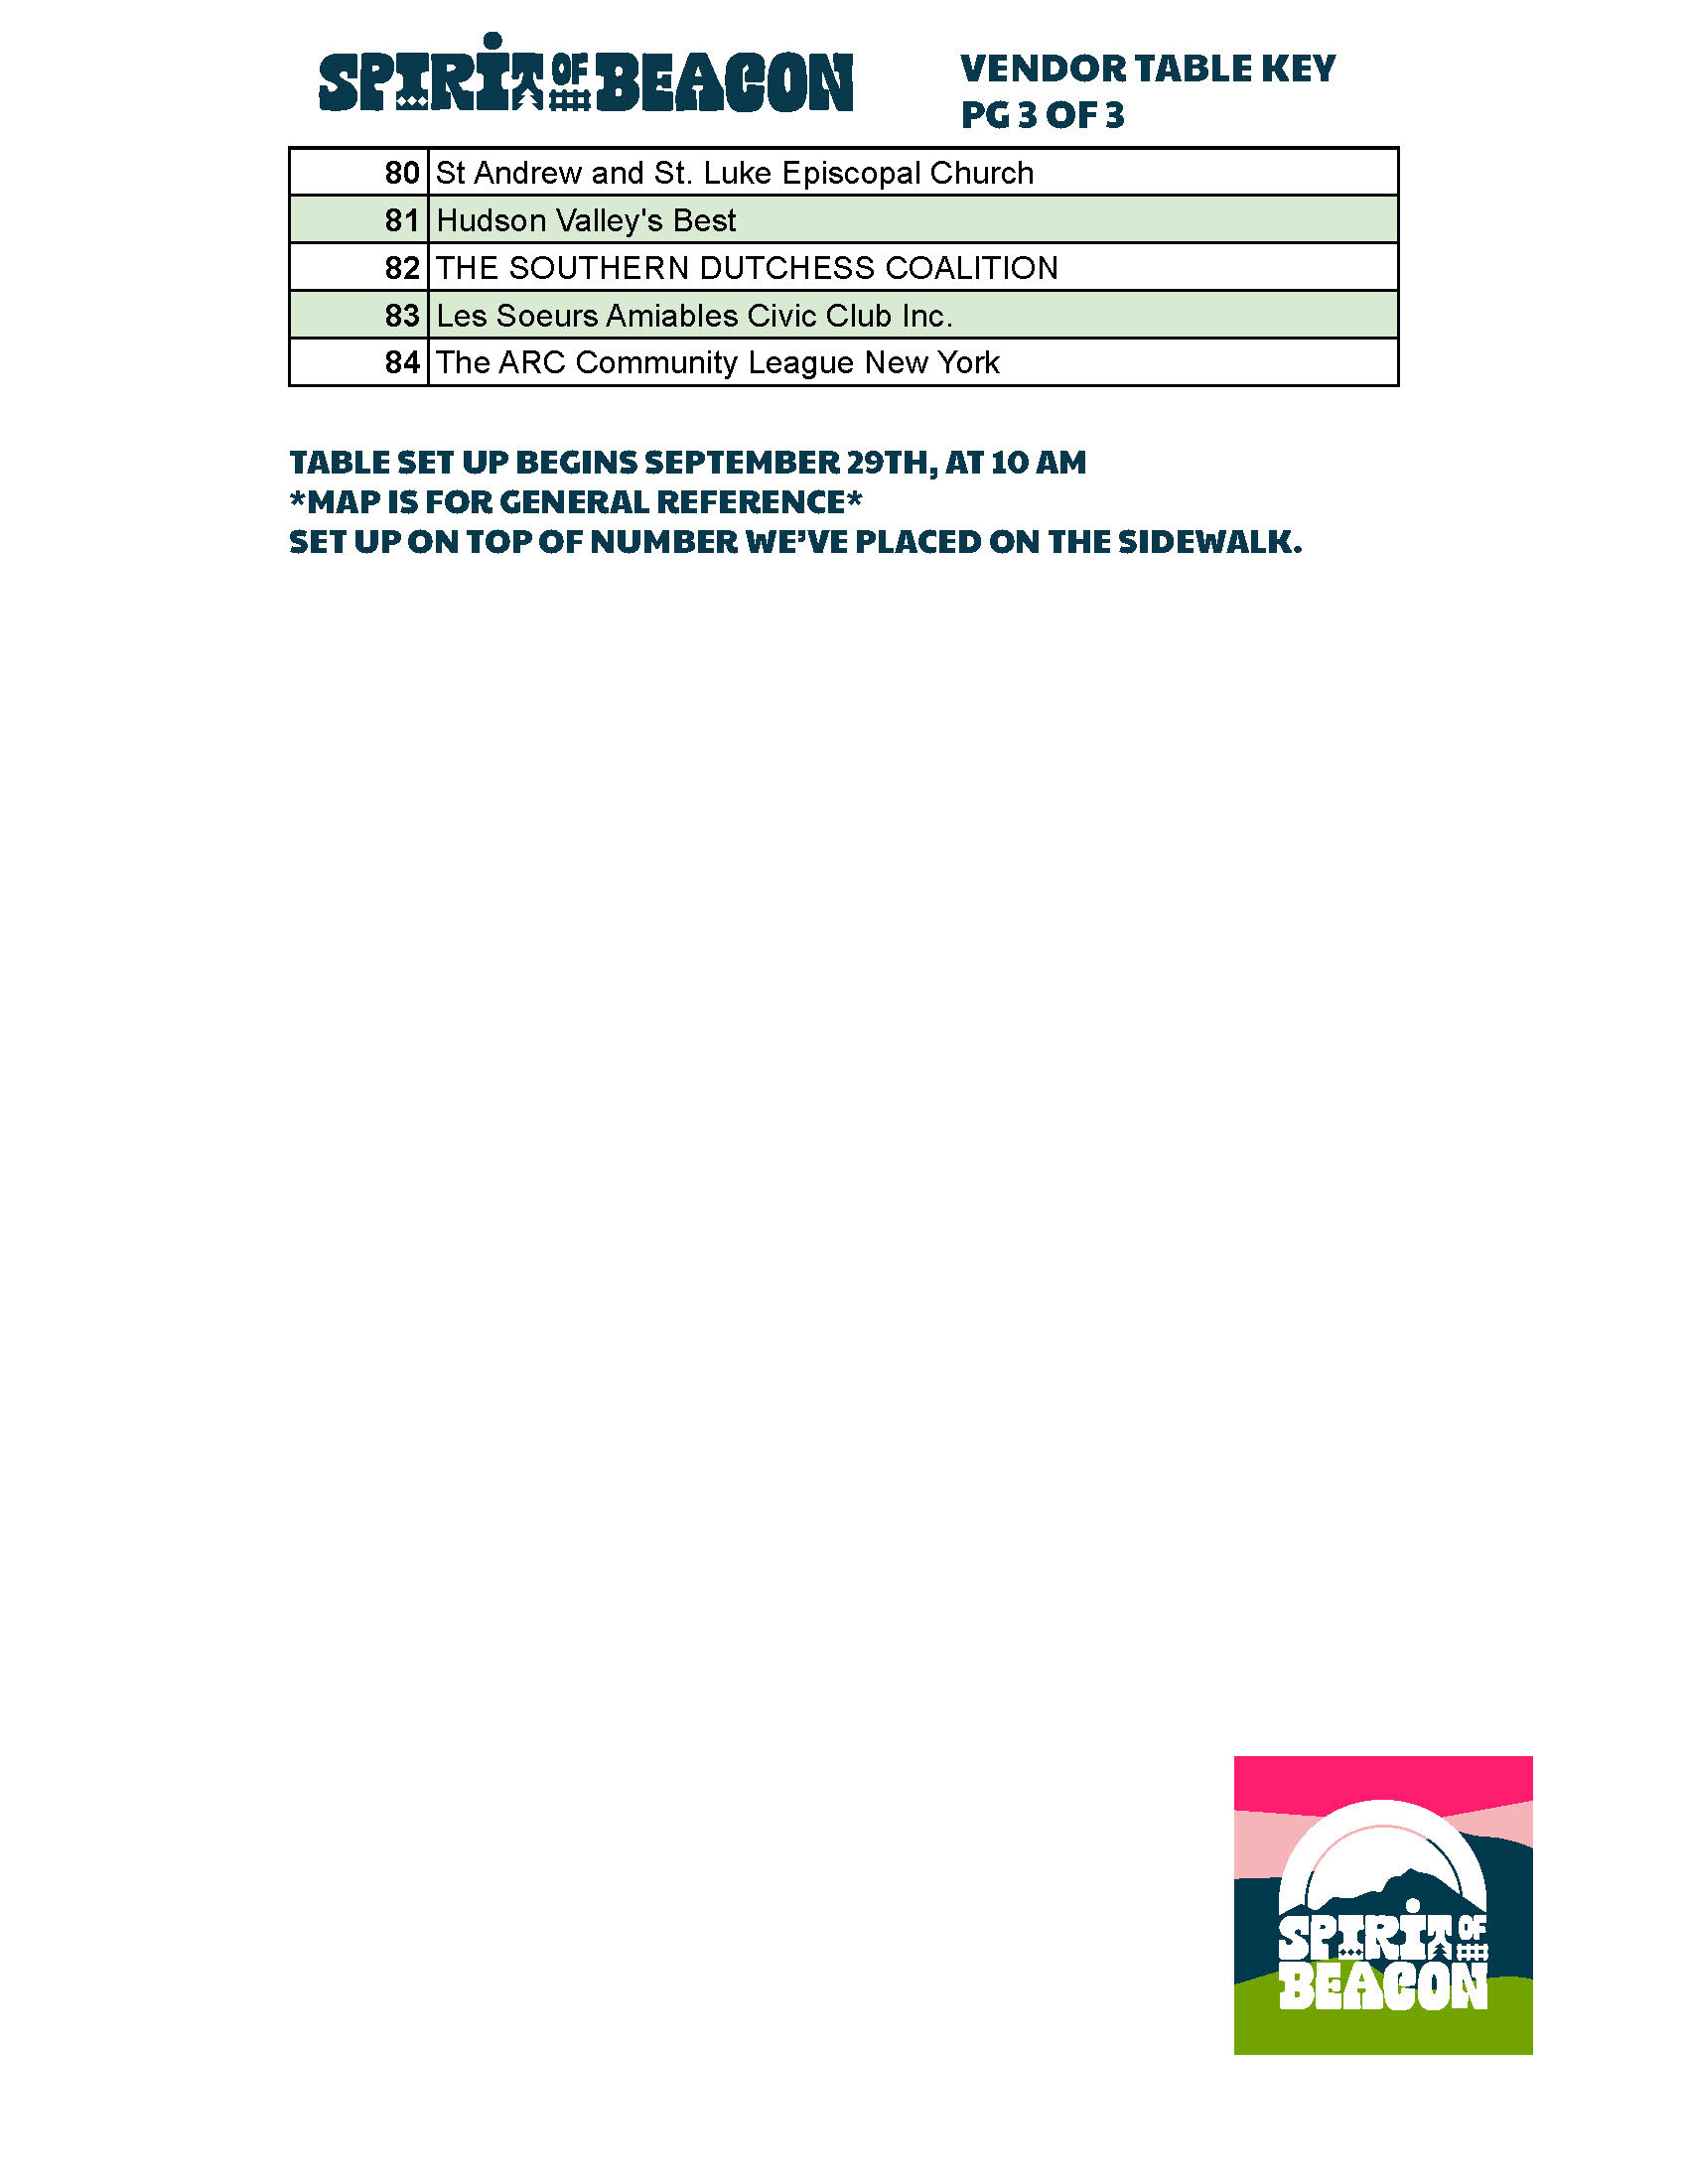 SPIRIT OF BEACON
VENDOR TABLE KEY
PG 3 OF 3
80 St Andrew and St. Luke Episcopal Church
81 Hudson Valley's Best
82 THE SOUTHERN DUTCHESS COALITION
83 Les Soeurs Amiables Civic Club Inc.
84 The ARC Community League New York
TABLE SET UP BEGINS SEPTEMBER 29TH, AT 10 AM
*MAP IS FOR GENERAL REFERENCE*
SET UP ON TOP OF NUMBER WE’VE PLACED ON THE SIDEWALK.
SPIRIT OF
BEACON